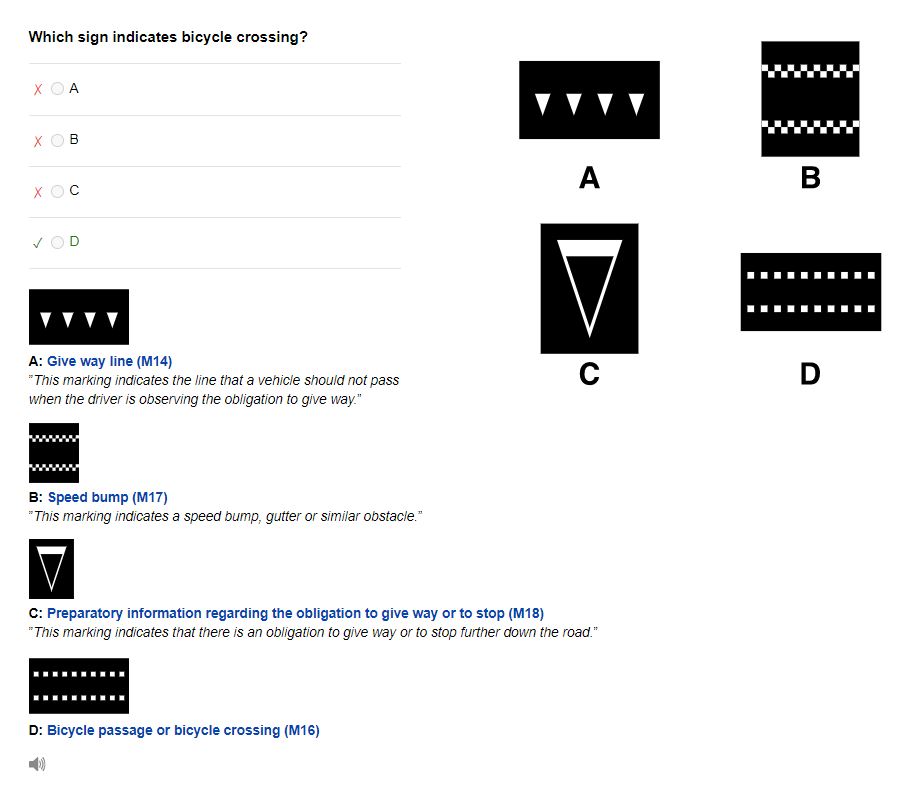 Which sign indicates bicycle crossing?
A
B
C
D
A
B
C
D
A: Give way line (M14)
"This marking indicates the line that a vehicle should not pass
when the driver is observing the obligation to give way."
B: Speed bump (M17)
"This marking indicates a speed bump, gutter or similar obstacle."
C: Preparatory information regarding the obligation to give way or to stop (M18)
"This marking indicates that there is an obligation to give way or to stop further down the road."
D: Bicycle passage or bicycle crossing (M16)